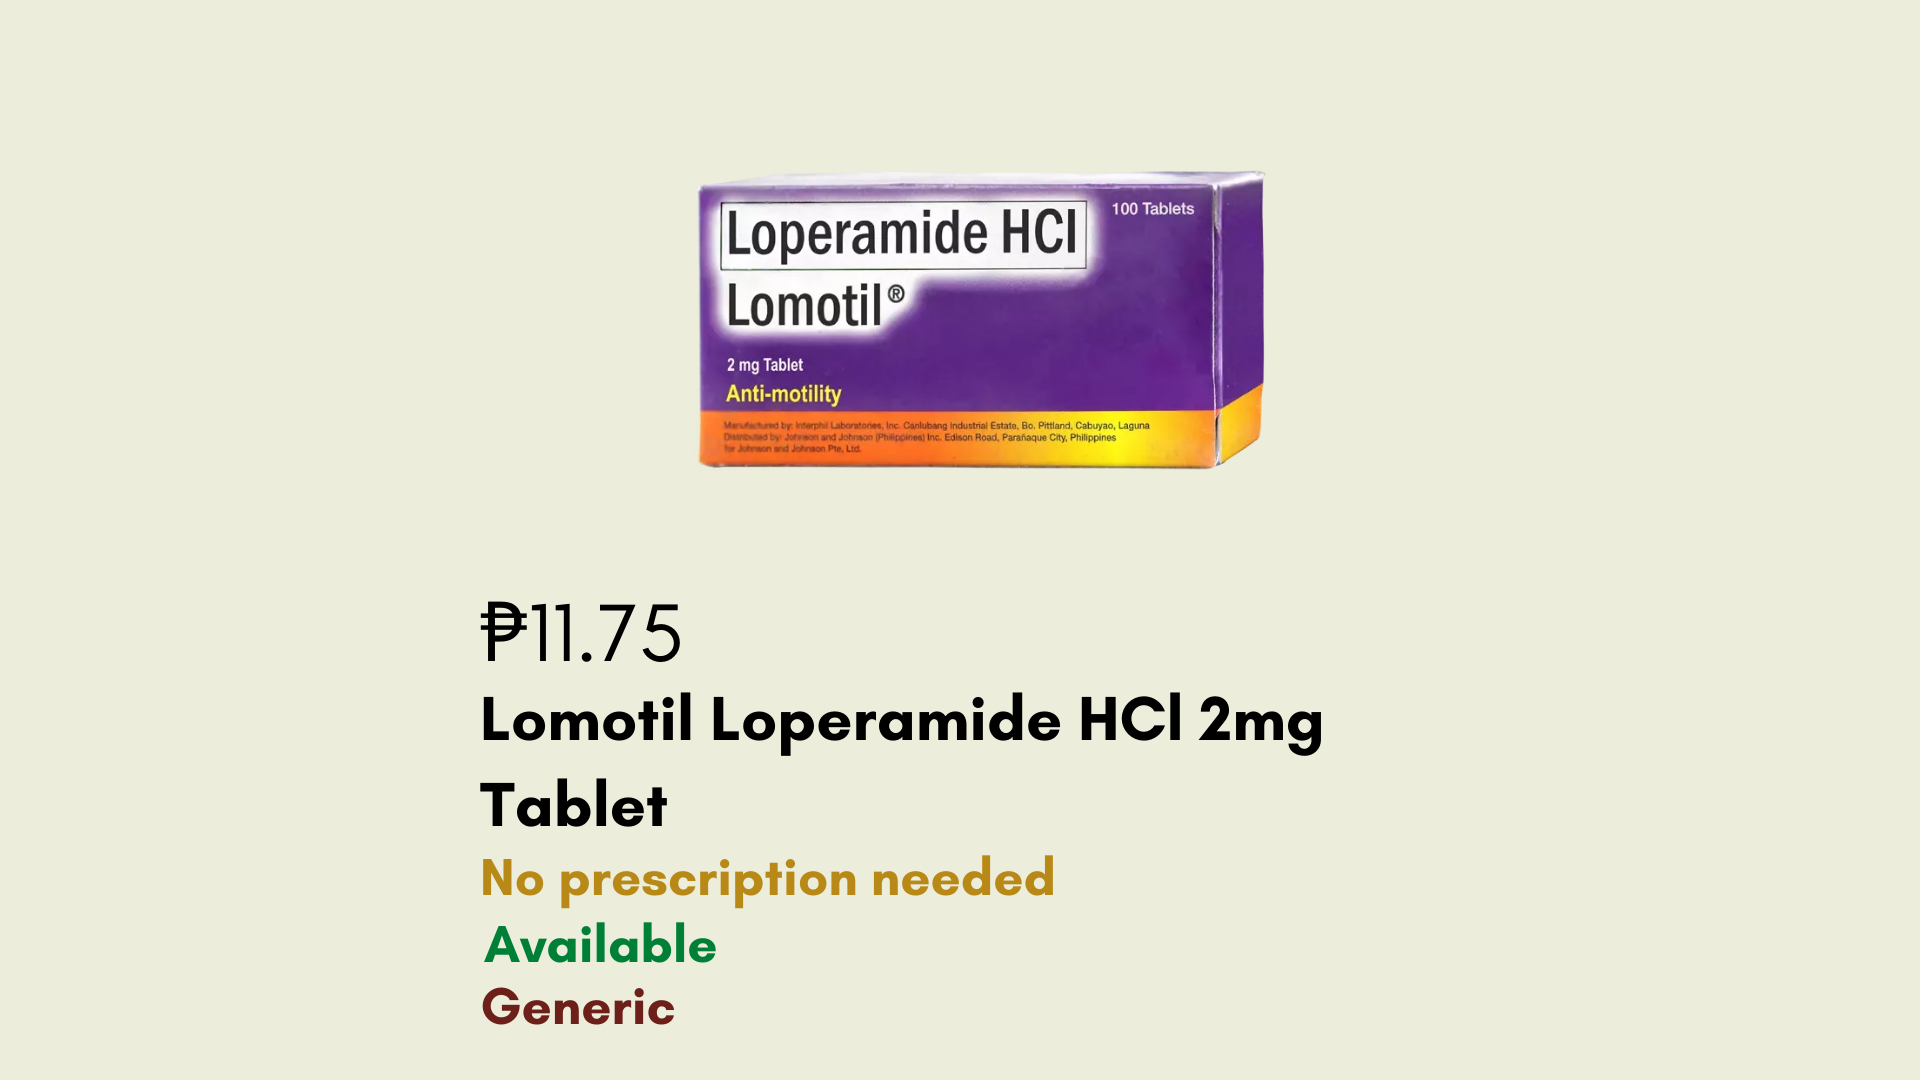 Loperamide HCl
100 Tablets
Lomotil®
2 mg Tablet
Anti-motility
Manufactured by: Interphil Laboratories, Inc. Canlubang Industrial Estate, Bo. Pittland, Cabuyao, Laguna
Distributed by: Johnson and Johnson (Philippines) Inc. Edison Road, Parañaque City, Philippines
for Johnson and Johnson Pte, Ltd.
₱11.75
Lomotil Loperamide HCl 2mg
Tablet
No prescription needed
Available
Generic